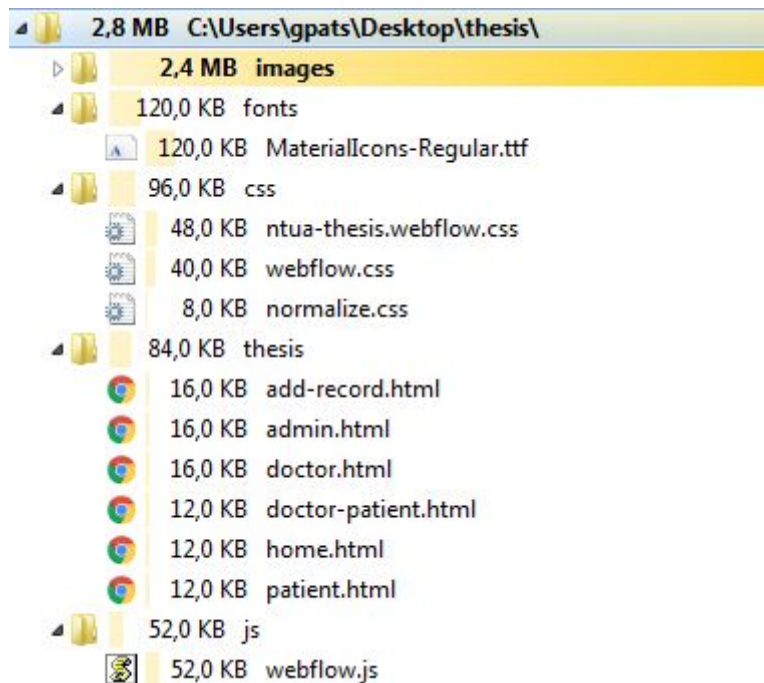 2,8 MB C:\Users\gpats\Desktop\thesis\
2,4 MB images
120,0 KB fonts
120,0 KB MaterialIcons-Regular.ttf
96,0 KB css
48,0 KB ntua-thesis.webflow.css
40,0 KB webflow.css
8,0 KB normalize.css
84,0 KB thesis
16,0 KB add-record.html
16,0 KB admin.html
16,0 KB doctor.html
12,0 KB doctor-patient.html
12,0 KB home.html
12,0 KB patient.html
52,0 KB js
52,0 KB webflow.js